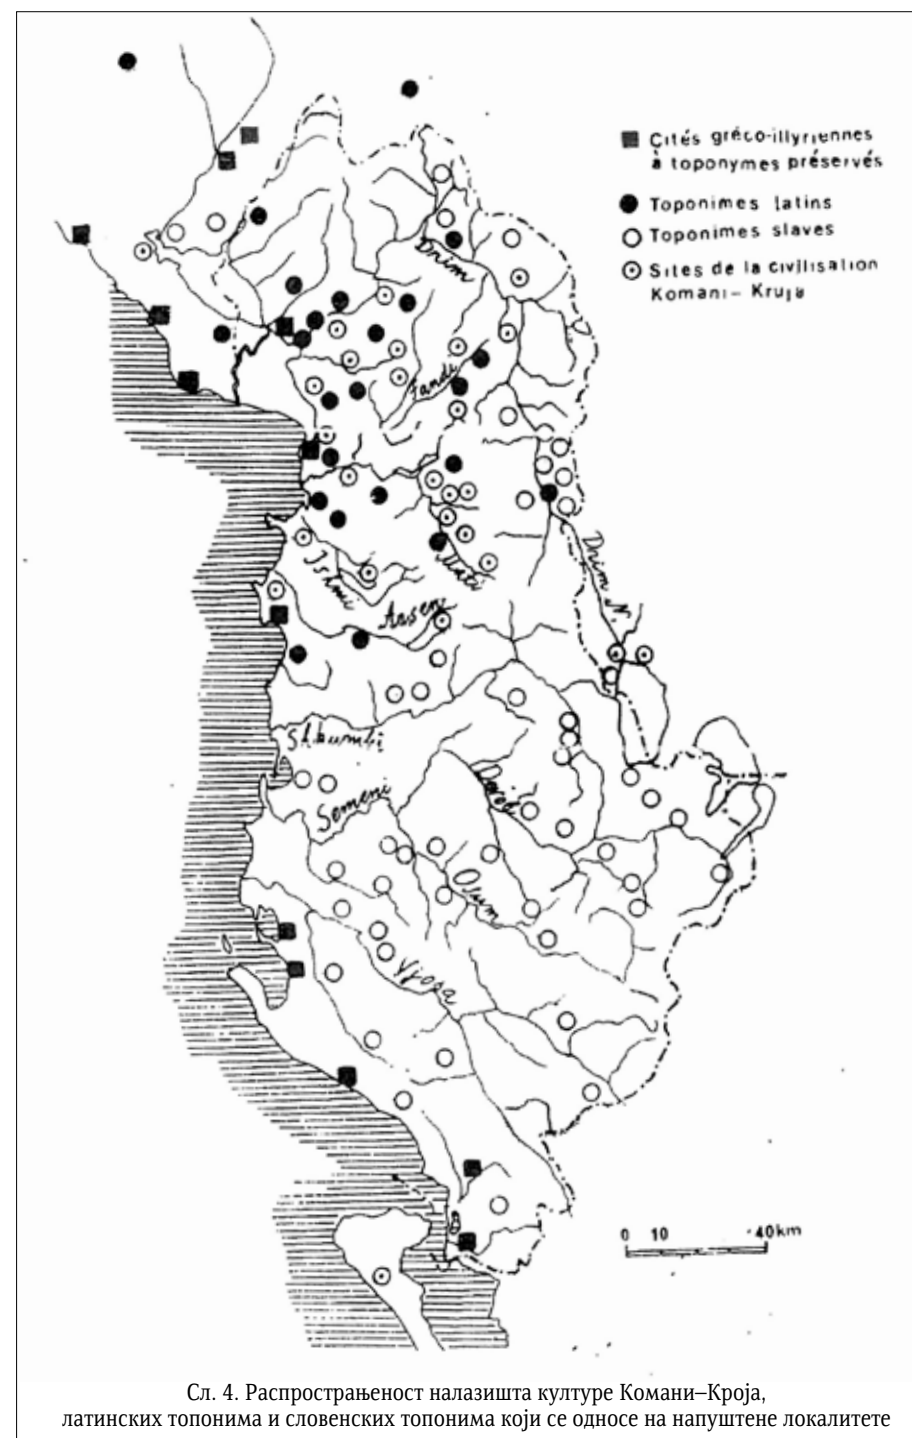 Cités gréco-illyriennes
à toponymes préservés
Toponimes latins
Toponimes slaves
Sites de la civilisation
Komani – Kruja
Drim
Fandi
Mati
Ishmi
Drim N.
Arseni
Shkumbi
Semeni
Devoli
Osum
Vjosa
0 10 40km
Сл. 4. Распрострањеност налазишта културе Комани–Кроја,
латинских топонима и словенских топонима који се односе на напуштене локалитете